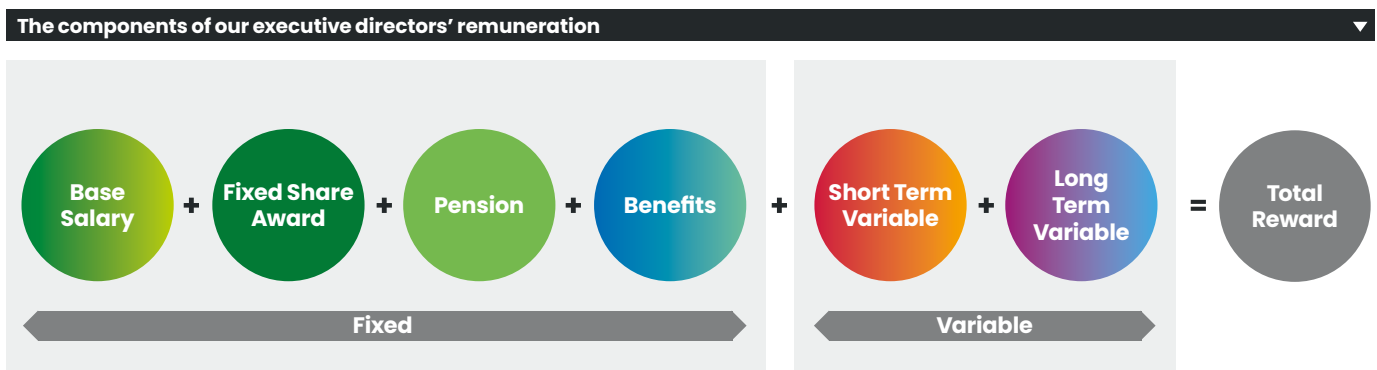 The components of our executive directors’ remuneration
Base
Salary
+
Fixed Share
Award
+
Pension
+
Benefits
+
Short Term
Variable
+
Long
Term
Variable
=
Total
Reward
Fixed
Variable